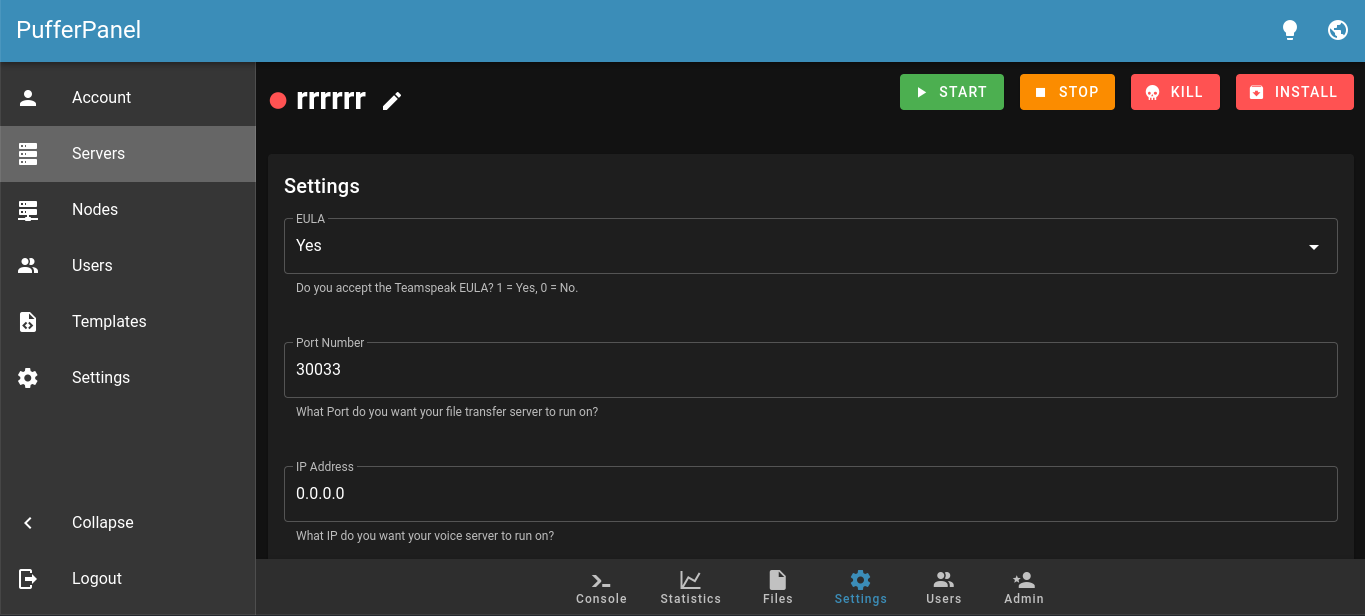 PufferPanel
Account
Servers
Nodes
Users
Templates
Settings
Collapse
Logout
rrrrrr
START
STOP
KILL
INSTALL
Settings
EULA
Yes
Do you accept the Teamspeak EULA? 1 = Yes, 0 = No.
Port Number
30033
What Port do you want your file transfer server to run on?
IP Address
0.0.0.0
What IP do you want your voice server to run on?
Console
Statistics
Files
Settings
Users
Admin